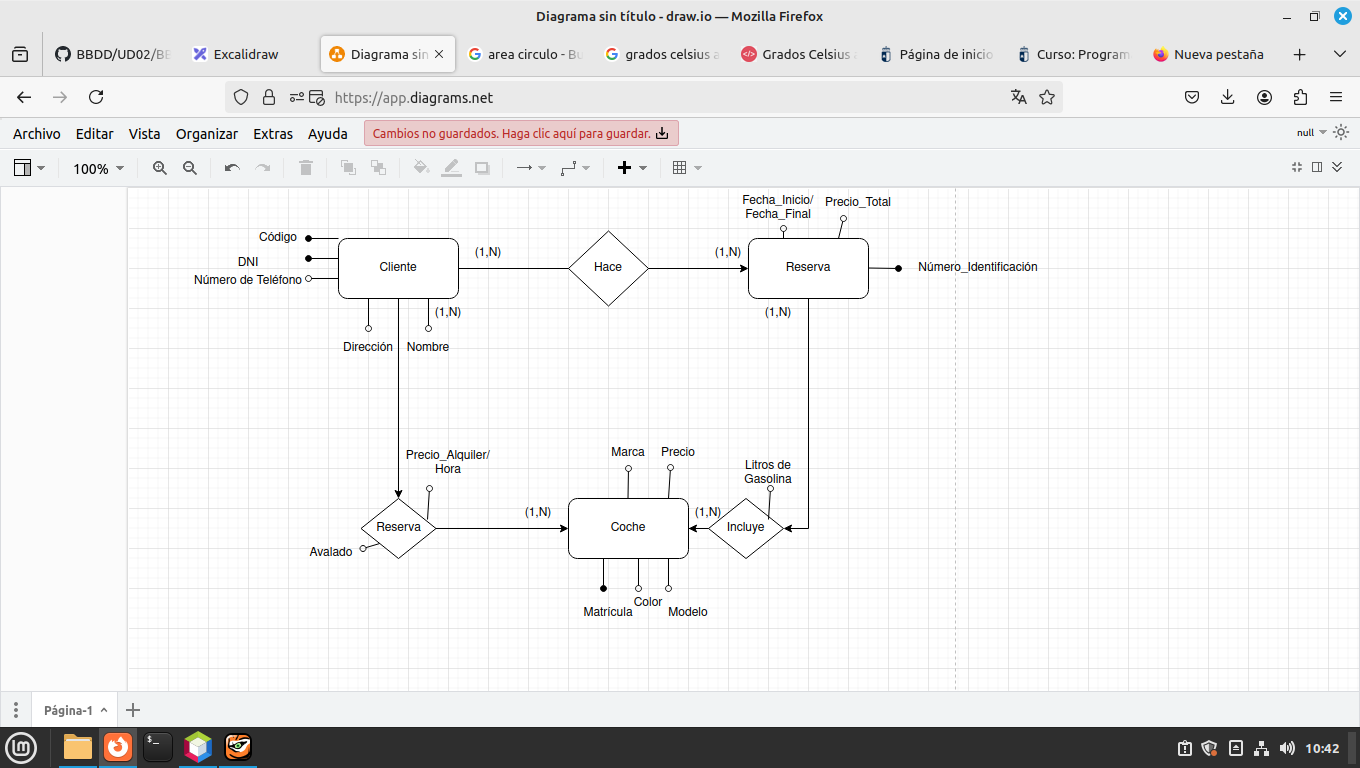 Diagrama sin título - draw.io — Mozilla Firefox
BBDD/UD02/BE
Excalidraw
Diagrama sin
area circulo - Bu
grados celsius a
Grados Celsius
Página de inicio
Curso: Program
Nueva pestaña
https://app.diagrams.net
Archivo Editar Vista Organizar Extras Ayuda
Cambios no guardados. Haga clic aquí para guardar.
null
100%
Fecha_Inicio/
Fecha_Final
Precio_Total
Código
DNI
Número de Teléfono
Cliente
(1,N)
Hace
(1,N)
Reserva
Número_Identificación
(1,N)
(1,N)
Dirección
Nombre
Precio_Alquiler/
Hora
Marca
Precio
Litros de
Gasolina
Reserva
(1,N)
Coche
(1,N)
Incluye
Avalado
Matrícula
Color
Modelo
Página-1
10:42